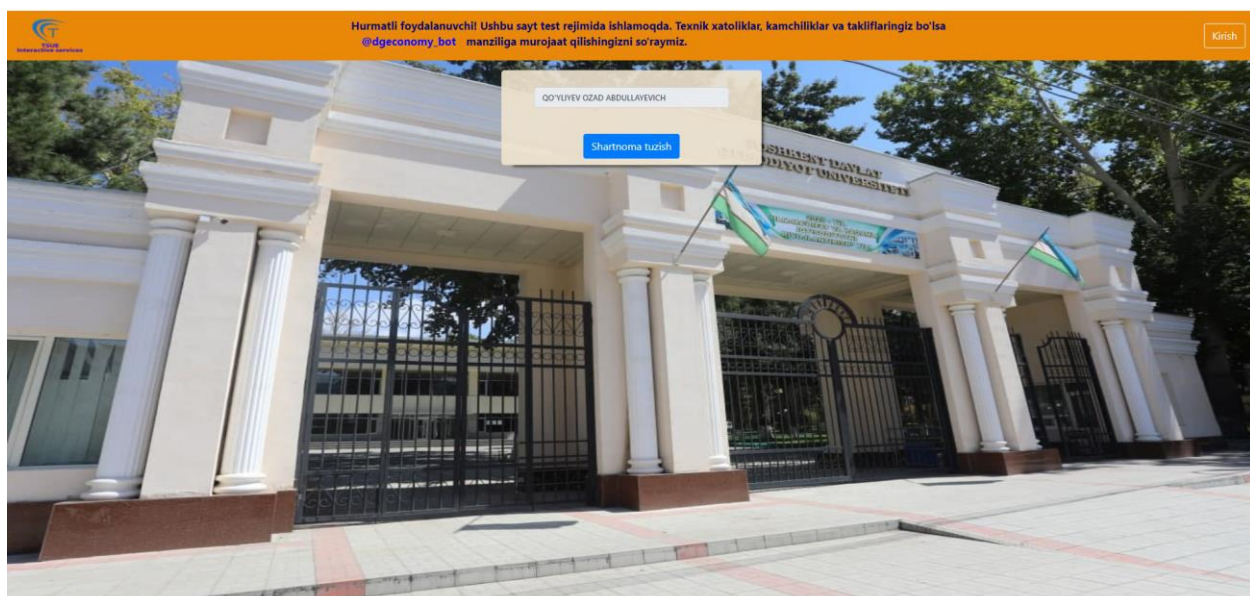 TSUE
Interactive services
Hurmatli foydalanuvchi! Ushbu sayt test rejimida ishlamoqda. Texnik xatoliklar, kamchiliklar va takliflaringiz bo'lsa
@dgeconomy_bot manziliga murojaat qilishingizni so'raymiz.
Kirish
QO'YLIYEV OZAD ABDULLAYEVICH
Shartnoma tuzish
TOSHKENT DAVLAT
IQTISODIYOT UNIVERSITETI